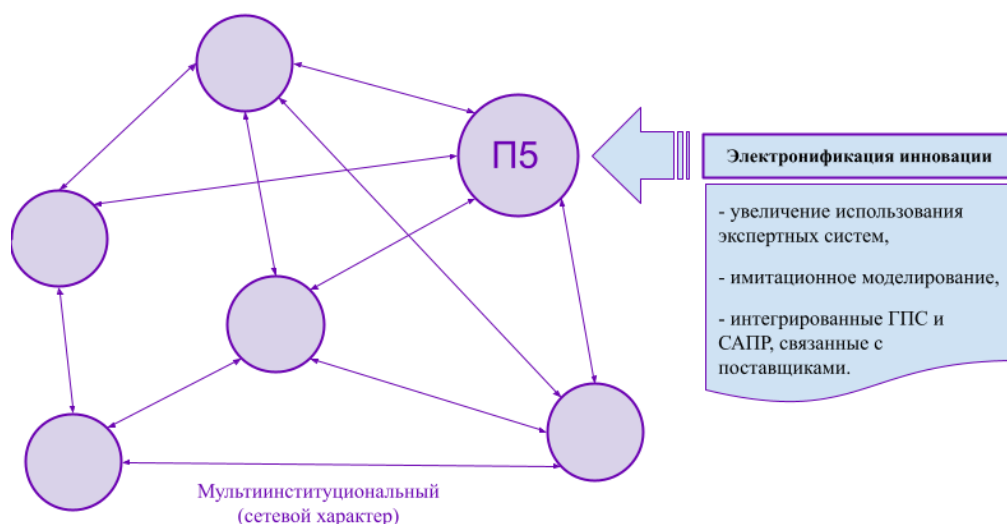 П5
Электронификация инновации
- увеличение использования
экспертных систем,
- имитационное моделирование,
- интегрированные ГПС и
САПР, связанные с
поставщиками.
Мультиинституциональный
(сетевой характер)